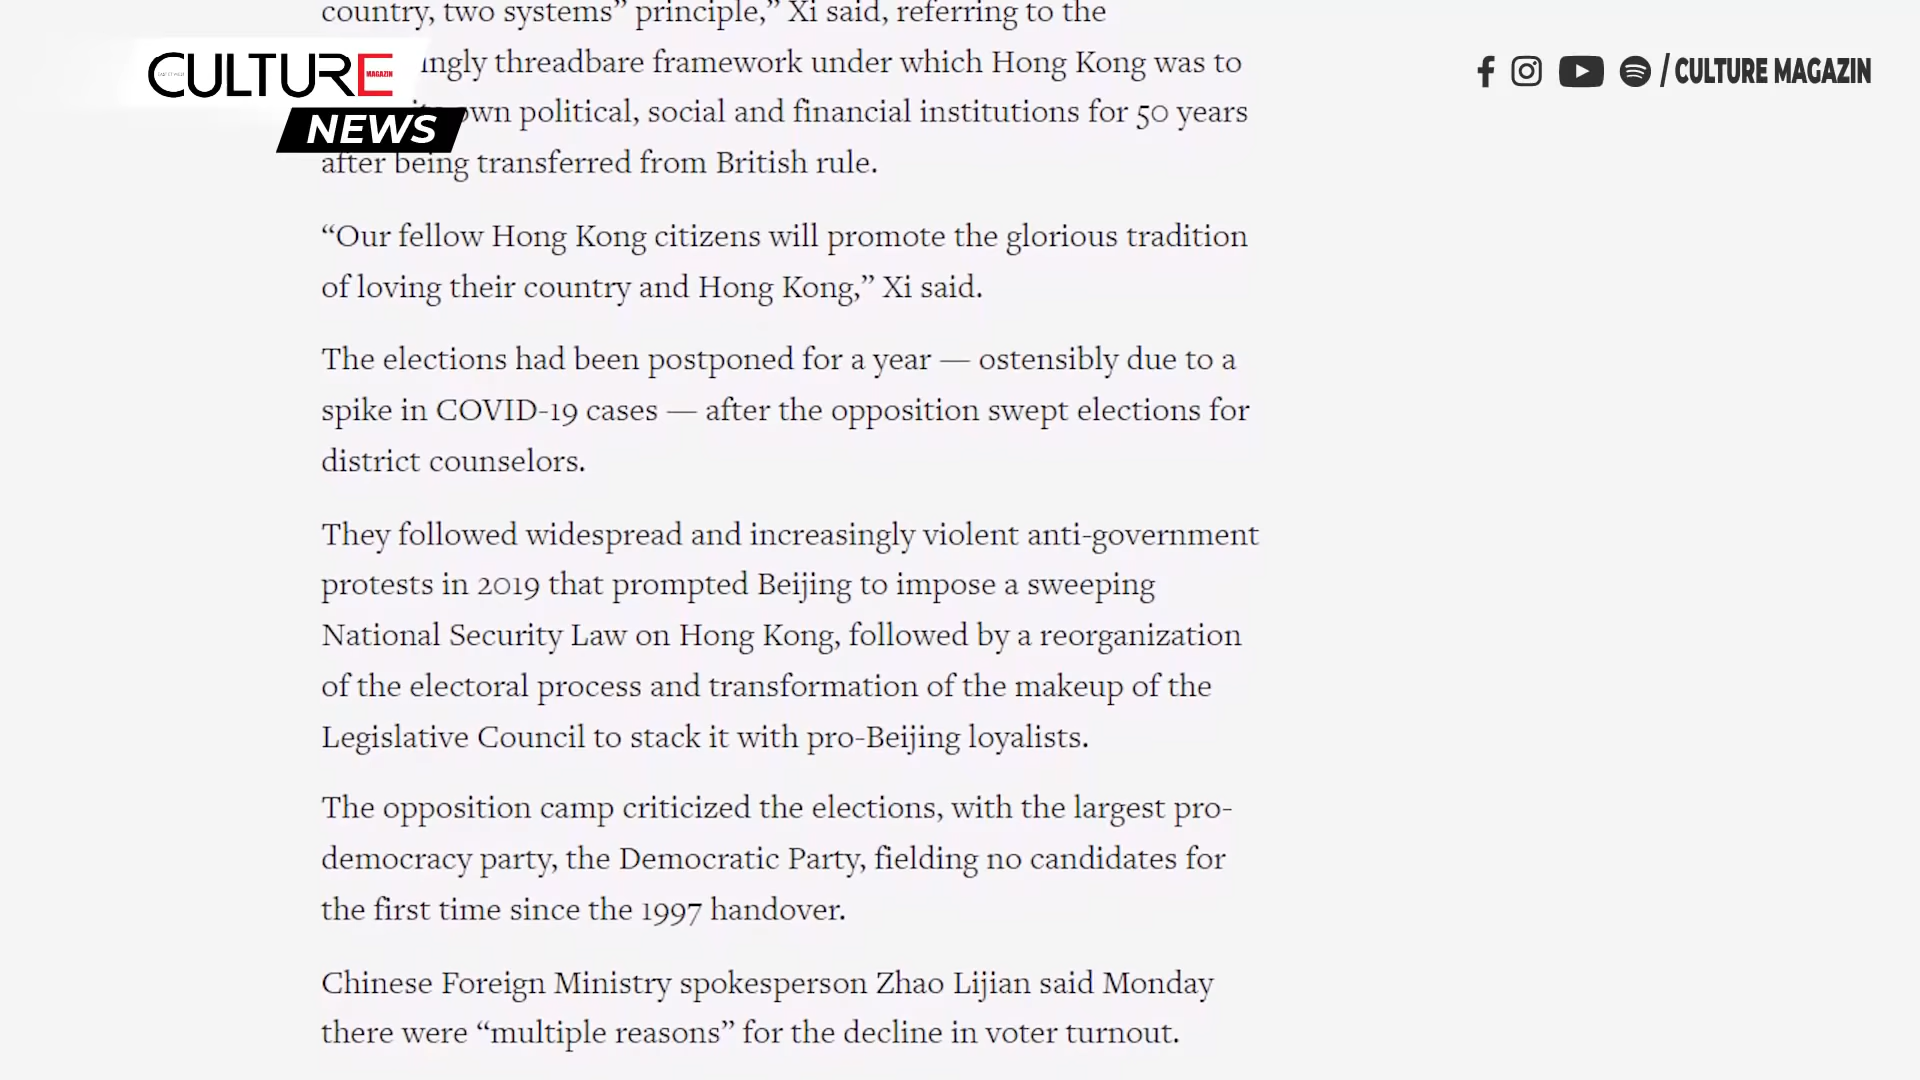 country, two systems” principle,” Xi said, referring to the
CULTURE
MAGAZIN
ingly threadbare framework under which Hong Kong was to
/ CULTURE MAGAZIN
own political, social and financial institutions for 50 years
NEWS
after being transferred from British rule.
“Our fellow Hong Kong citizens will promote the glorious tradition
of loving their country and Hong Kong,” Xi said.
The elections had been postponed for a year — ostensibly due to a
spike in COVID-19 cases — after the opposition swept elections for
district counselors.
They followed widespread and increasingly violent anti-government
protests in 2019 that prompted Beijing to impose a sweeping
National Security Law on Hong Kong, followed by a reorganization
of the electoral process and transformation of the makeup of the
Legislative Council to stack it with pro-Beijing loyalists.
The opposition camp criticized the elections, with the largest pro-
democracy party, the Democratic Party, fielding no candidates for
the first time since the 1997 handover.
Chinese Foreign Ministry spokesperson Zhao Lijian said Monday
there were “multiple reasons” for the decline in voter turnout.